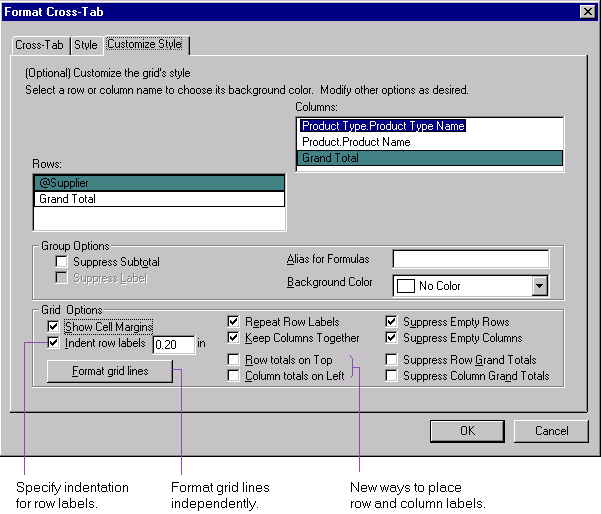 Format Cross-Tab
Cross-Tab Style Customize Style
(Optional) Customize the grid's style
Select a row or column name to choose its background color. Modify other options as desired.
Columns:
Product Type.Product Type Name
Product.Product Name
Grand Total
Rows:
@Supplier
Grand Total
Group Options
Suppress Subtotal
Suppress Label
Alias for Formulas
Background Color No Color
Grid Options
Show Cell Margins
Indent row labels 0.20 in
Format grid lines
Repeat Row Labels
Keep Columns Together
Row totals on Top
Column totals on Left
Suppress Empty Rows
Suppress Empty Columns
Suppress Row Grand Totals
Suppress Column Grand Totals
OK Cancel
Specify indentation
for row labels.
Format grid lines
independently.
New ways to place
row and column labels.